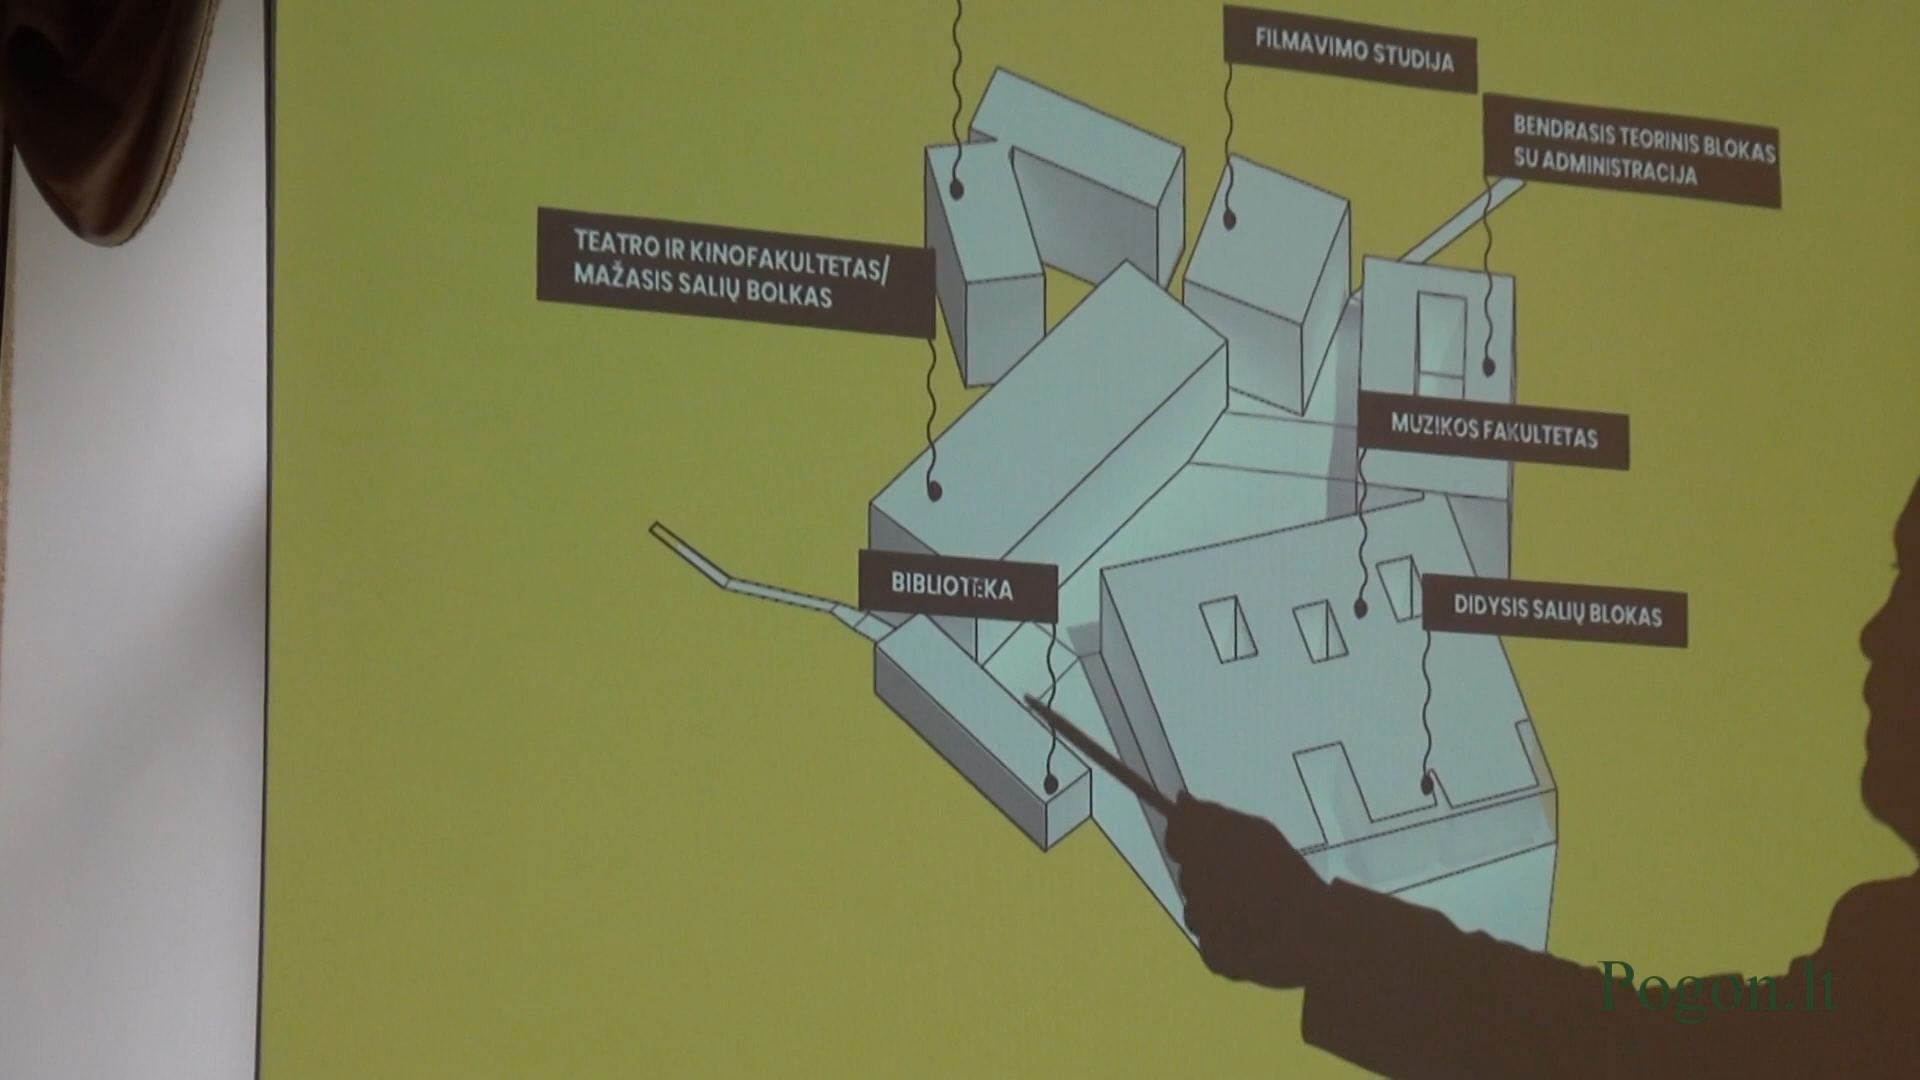 FILMAVIMO STUDIJA
BENDRASIS TEORINIS BLOKAS
SU ADMINISTRACIJA
TEATRO IR KINOFAKULTETAS/
MAŽASIS SALIŲ BOLKAS
MUZIKOS FAKULTETAS
BIBLIOTEKA
DIDYSIS SALIŲ BLOKAS
Pogon.lt